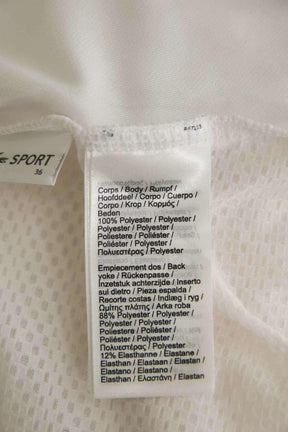 SPORT
36
Corps / Body / Rumpf /
Hoofddeel / Corpo / Cuerpo /
Corpo / Krop / Κορμός /
Beden
100% Polyester / Polyester /
Polyester / Polyester /
Poliestere / Poliéster /
Poliéster / Polyester /
Πολυεστέρας / Polyester
Empiecement dos / Back
yoke / Rückenpasse /
Inzetstuk achterzijde / Inserto
sul dietro / Pieza espalda /
Recorte costas / Indlæg i ryg /
Ωμίτης πλάτης / Arka roba
88% Polyester / Polyester /
Polyester / Polyester /
Poliestere / Poliéster /
Poliéster / Polyester /
Πολυεστέρας / Polyester
12% Elasthanne / Elastane /
Elasthan / Elastaan / Elastan /
Elastano / Elastano /
Elasthan / Ελαστάνη / Elastan